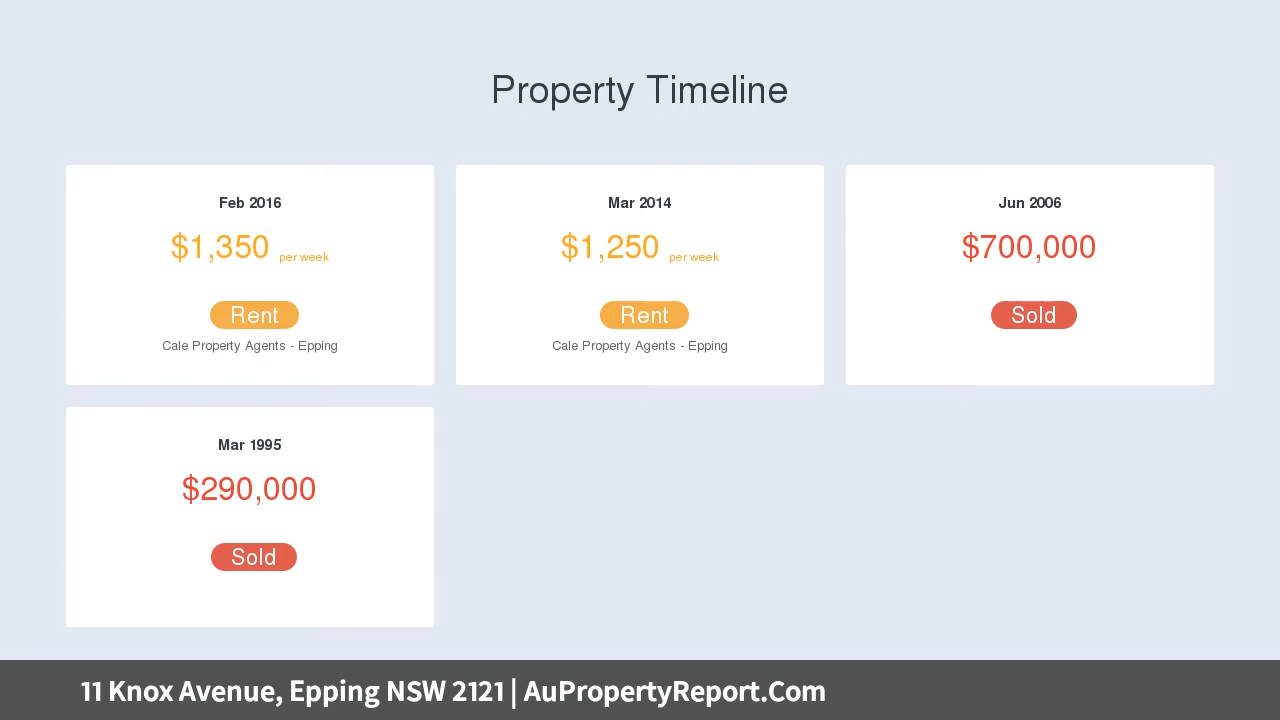 Property Timeline
Feb 2016
$1,350 per week
Rent
Cale Property Agents - Epping
Mar 2014
$1,250 per week
Rent
Cale Property Agents - Epping
Jun 2006
$700,000
Sold
Mar 1995
$290,000
Sold
11 Knox Avenue, Epping NSW 2121 | AuPropertyReport.Com